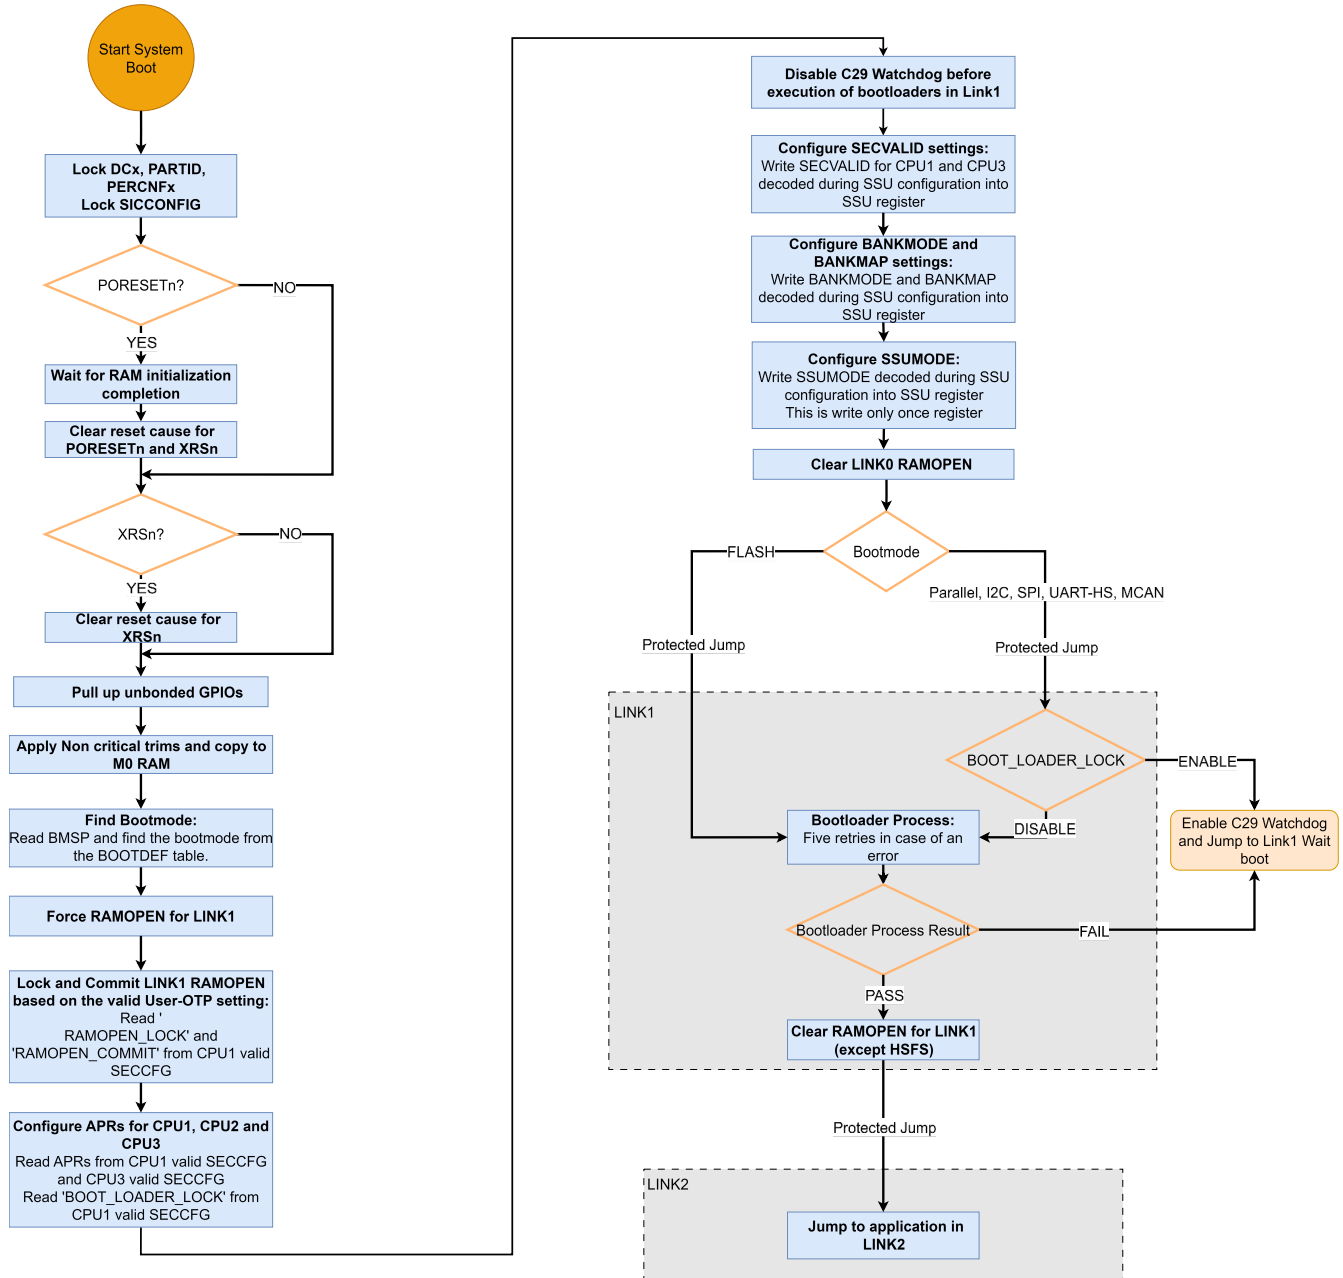 Start System
Boot
Lock DCx, PARTID,
PERCNFx
Lock SICCONFIG
PORESETn?
NO
YES
Wait for RAM initialization
completion
Clear reset cause for
PORESETn and XRSn
XRSn?
NO
YES
Clear reset cause for
XRSn
Pull up unbonded GPIOs
Apply Non critical trims and copy to
M0 RAM
Find Bootmode:
Read BMSP and find the bootmode from
the BOOTDEF table.
Force RAMOPEN for LINK1
Lock and Commit LINK1 RAMOPEN
based on the valid User-OTP setting:
Read '
RAMOPEN_LOCK' and
'RAMOPEN_COMMIT' from CPU1 valid
SECCFG
Configure APRs for CPU1, CPU2 and
CPU3
Read APRs from CPU1 valid SECCFG
and CPU3 valid SECCFG
Read 'BOOT_LOADER_LOCK' from
CPU1 valid SECCFG
Disable C29 Watchdog before
execution of bootloaders in Link1
Configure SECVALID settings:
Write SECVALID for CPU1 and CPU3
decoded during SSU configuration into
SSU register
Configure BANKMODE and
BANKMAP settings:
Write BANKMODE and BANKMAP
decoded during SSU configuration into
SSU register
Configure SSUMODE:
Write SSUMODE decoded during SSU
configuration into SSU register
This is write only once register
Clear LINK0 RAMOPEN
Bootmode
FLASH
Parallel, I2C, SPI, UART-HS, MCAN
Protected Jump
Protected Jump
LINK1
BOOT_LOADER_LOCK
ENABLE
DISABLE
Enable C29 Watchdog
and Jump to Link1 Wait
boot
Bootloader Process:
Five retries in case of an
error
Bootloader Process Result
FAIL
PASS
Clear RAMOPEN for LINK1
(except HSFS)
Protected Jump
LINK2
Jump to application in
LINK2